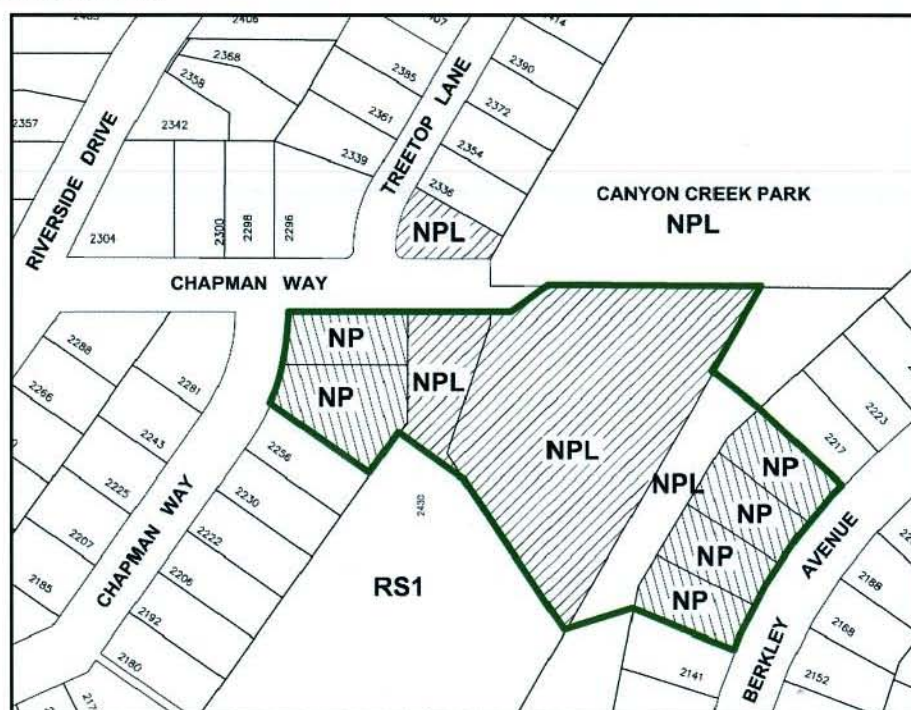 2406
2414
2368
2358
2385
2390
2357
2342
2361
2372
TREETOP LANE
2339
2354
RIVERSIDE DRIVE
2336
CANYON CREEK PARK
NPL
2304
2300
2298
2296
NPL
CHAPMAN WAY
NP
NPL
NP
2288
2281
2266
2243
2225
2207
2185
CHAPMAN WAY
2256
2230
2222
2206
2192
2180
2430
RS1
NPL
NPL
NP
NP
NP
NP
2217
2223
BERKLEY AVENUE
2188
2168
2152
2141